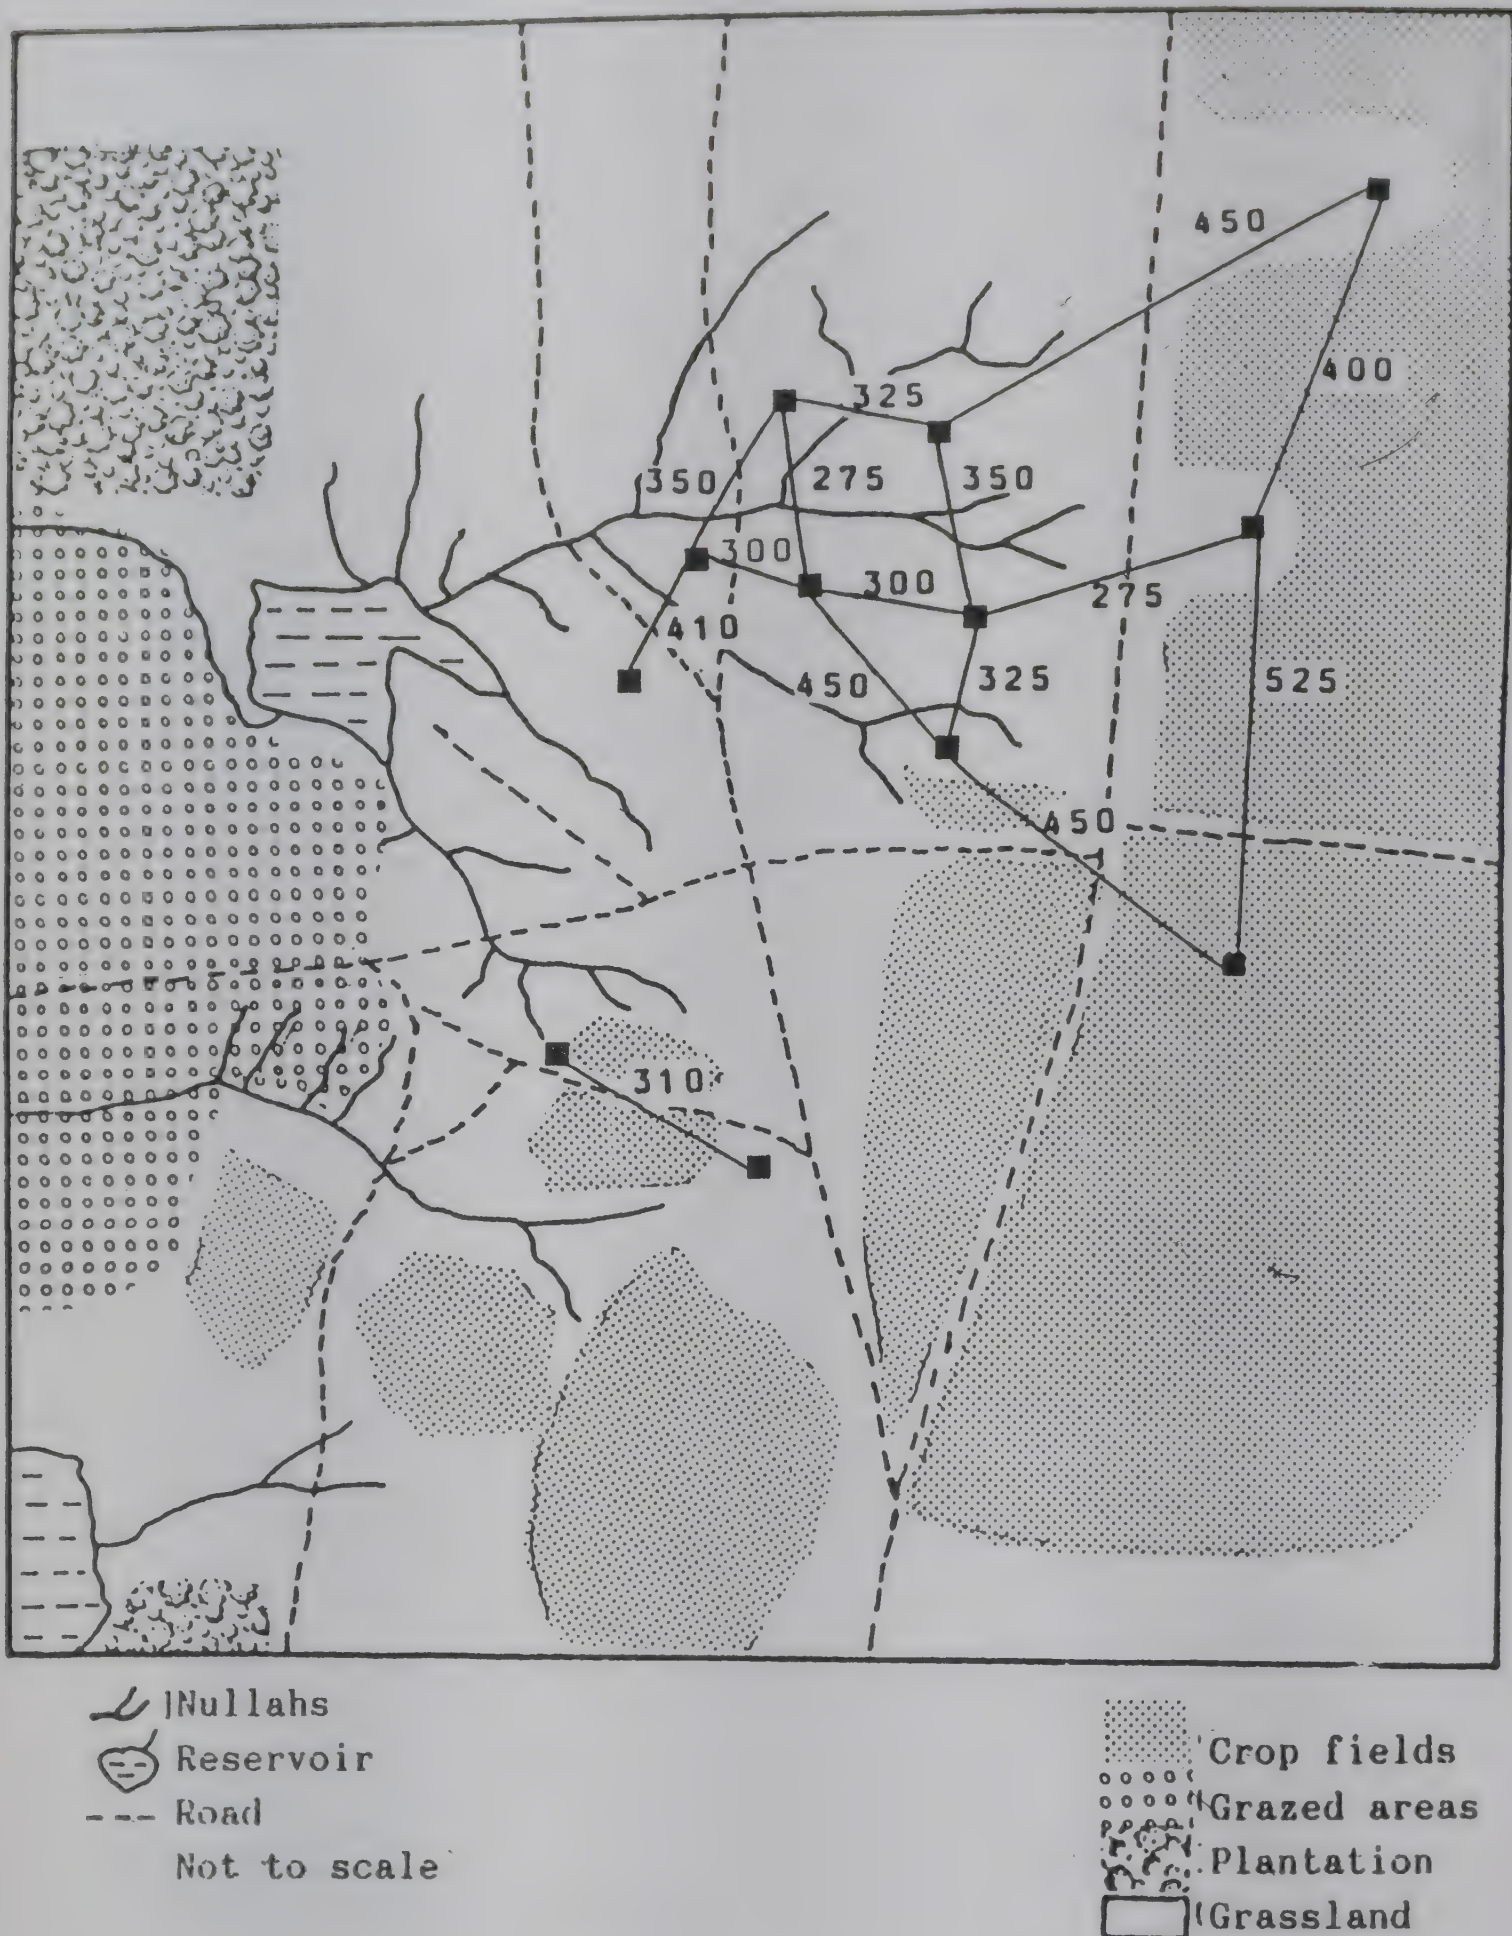 450
400
325
350
275
350
300
300
275
410
450
325
525
450
310
Nullahs
Reservoir
Road
Not to scale
Crop fields
Grazed areas
Plantation
Grassland